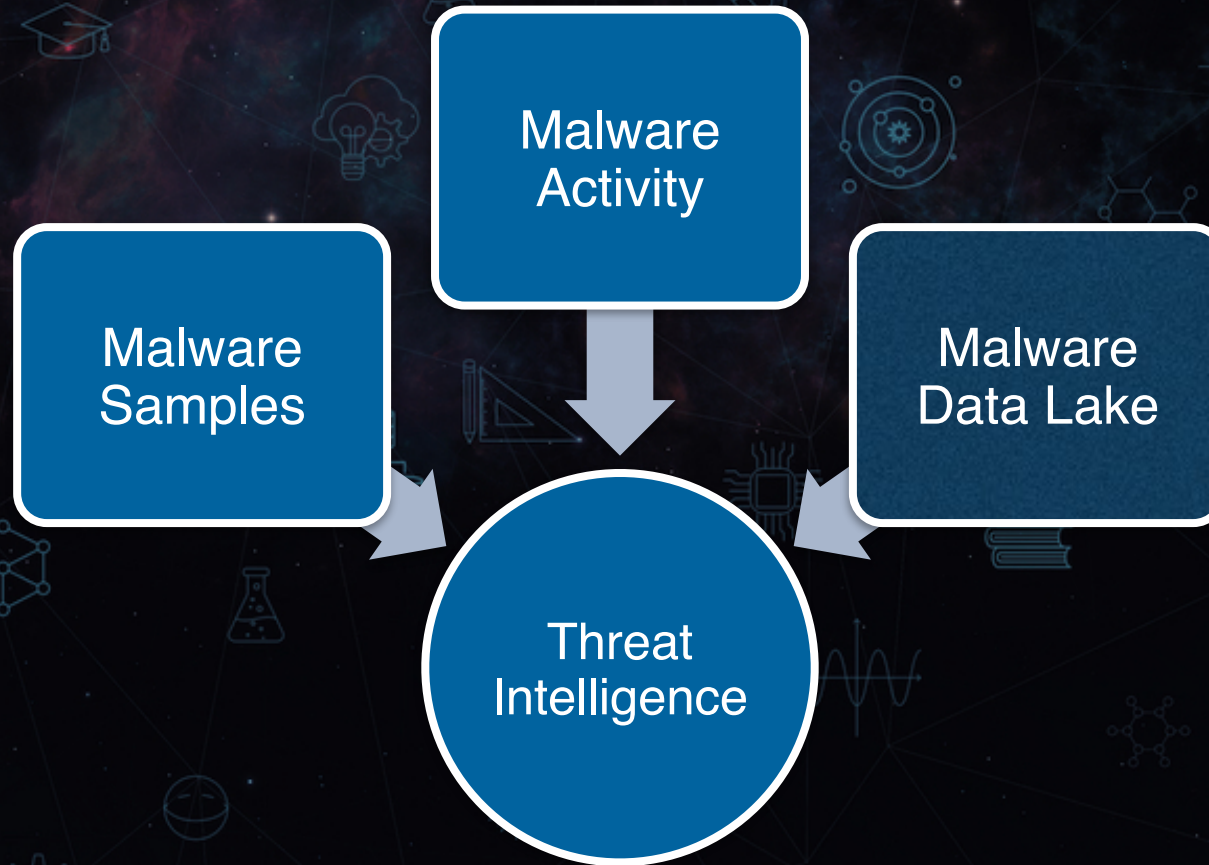 Malware
Activity
Malware
Samples
Malware
Data Lake
Threat
Intelligence